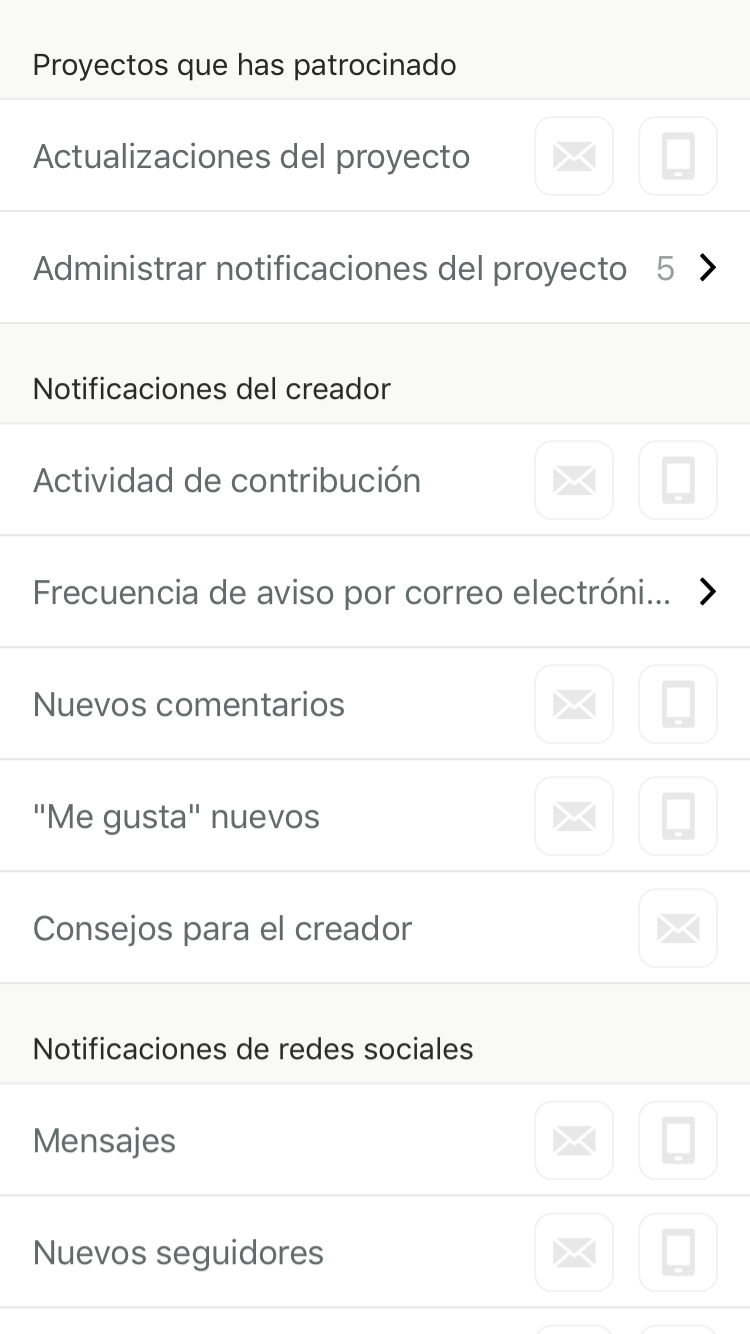 Proyectos que has patrocinado
Actualizaciones del proyecto
Administrar notificaciones del proyecto 5
Notificaciones del creador
Actividad de contribución
Frecuencia de aviso por correo electróni...
Nuevos comentarios
"Me gusta" nuevos
Consejos para el creador
Notificaciones de redes sociales
Mensajes
Nuevos seguidores